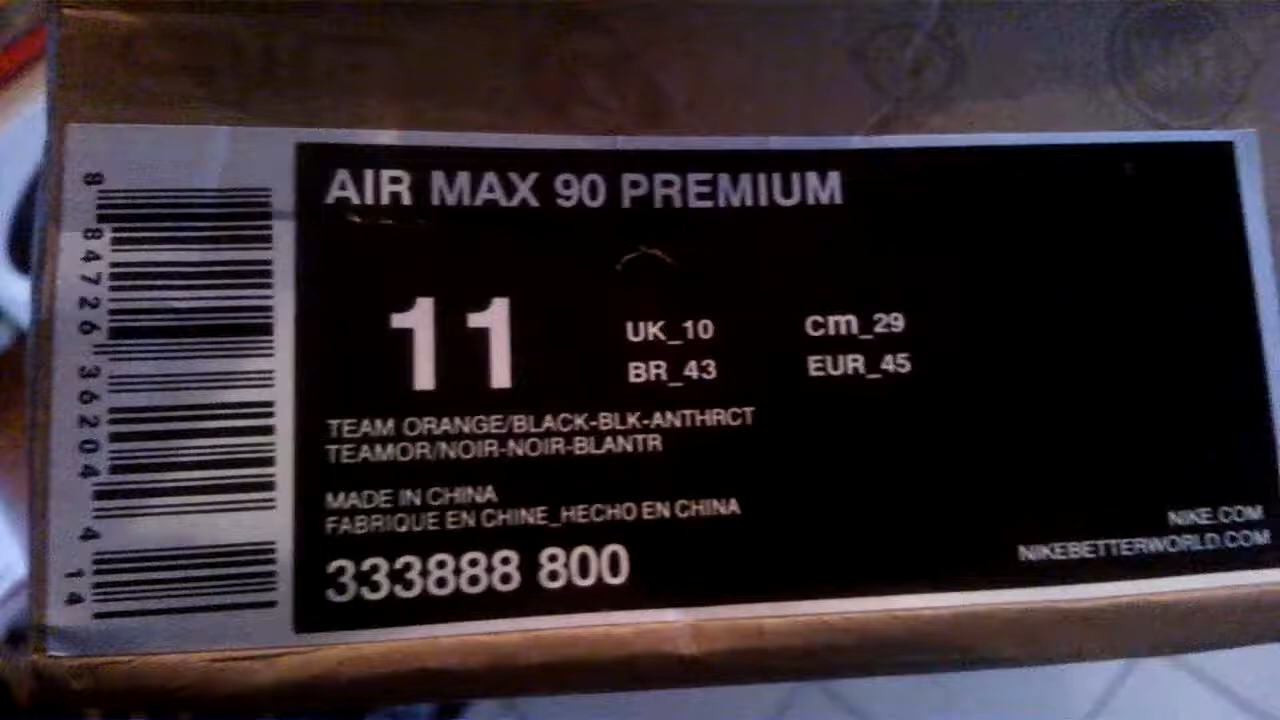 AIR MAX 90 PREMIUM
11
UK_10
cm_29
BR_43
EUR_45
TEAM ORANGE/BLACK-BLK-ANTHRCT
TEAMOR/NOIR-NOIR-BLANTR
MADE IN CHINA
FABRIQUE EN CHINE_HECHO EN CHINA
333888 800
NIKE.COM
NIKEBETTERWORLD.COM
8 84726 36204 4 14